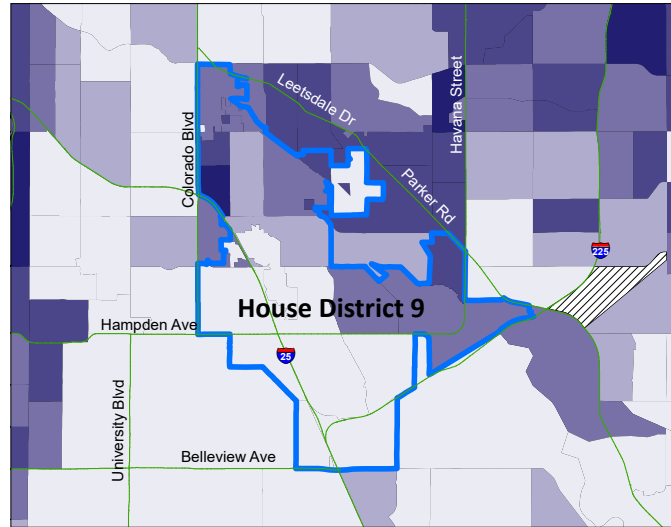 Leetsdale Dr
Havana Street
Colorado Blvd
Parker Rd
225
House District 9
Hampden Ave
25
University Blvd
Belleview Ave